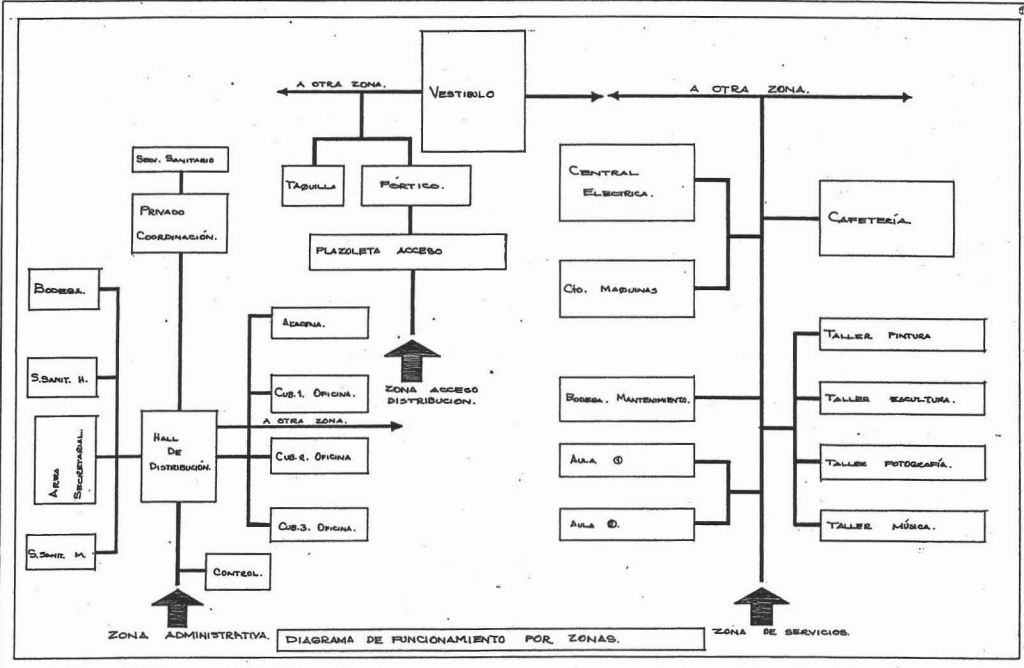 A OTRA ZONA.
VESTIBULO
A OTRA ZONA.
SERV. SANITARIO
TAQUILLA
PÓRTICO.
CENTRAL
ELECTRICA.
PRIVADO
COORDINACIÓN.
CAFETERÍA
PLAZOLETA ACCESO
BODEGA.
Cto. MAQUINAS
ALACENA.
TALLER PINTURA
S.SANIT. H.
CUB.1. OFICINA.
ZONA ACCESO
DISTRIBUCION.
BODEGA. MANTENIMIENTO.
TALLER ESCULTURA.
A OTRA ZONA.
AREA
SECRETARIAL.
HALL
DE
DISTRIBUCIÓN.
CUB.2. OFICINA
AULA ①
TALLER FOTOGRAFÍA.
CUB.3. OFICINA.
AULA ②.
TALLER MÚSICA.
S.SANIT. M.
CONTROL.
ZONA ADMINISTRATIVA.
DIAGRAMA DE FUNCIONAMIENTO POR ZONAS.
ZONA DE SERVICIOS.